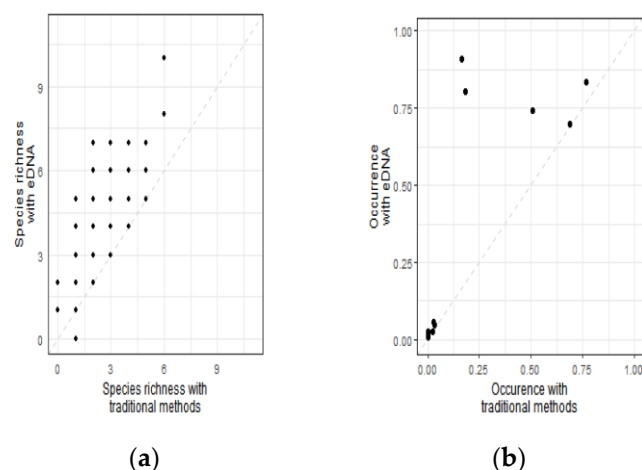 9
6
3
0
Species richness
with eDNA
0 3 6 9
Species richness with
traditional methods
(a)
1.00
0.75
0.50
0.25
0.00
Occurrence
with eDNA
0.00 0.25 0.50 0.75 1.00
Occurence with
traditional methods
(b)